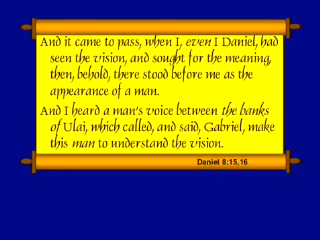 And it came to pass, when I, even I Daniel, had
seen the vision, and sought for the meaning,
then, behold, there stood before me as the
appearance of a man.
And I heard a man's voice between the banks
of Ulai, which called, and said, Gabriel, make
this man to understand the vision.
Daniel 8:15,16